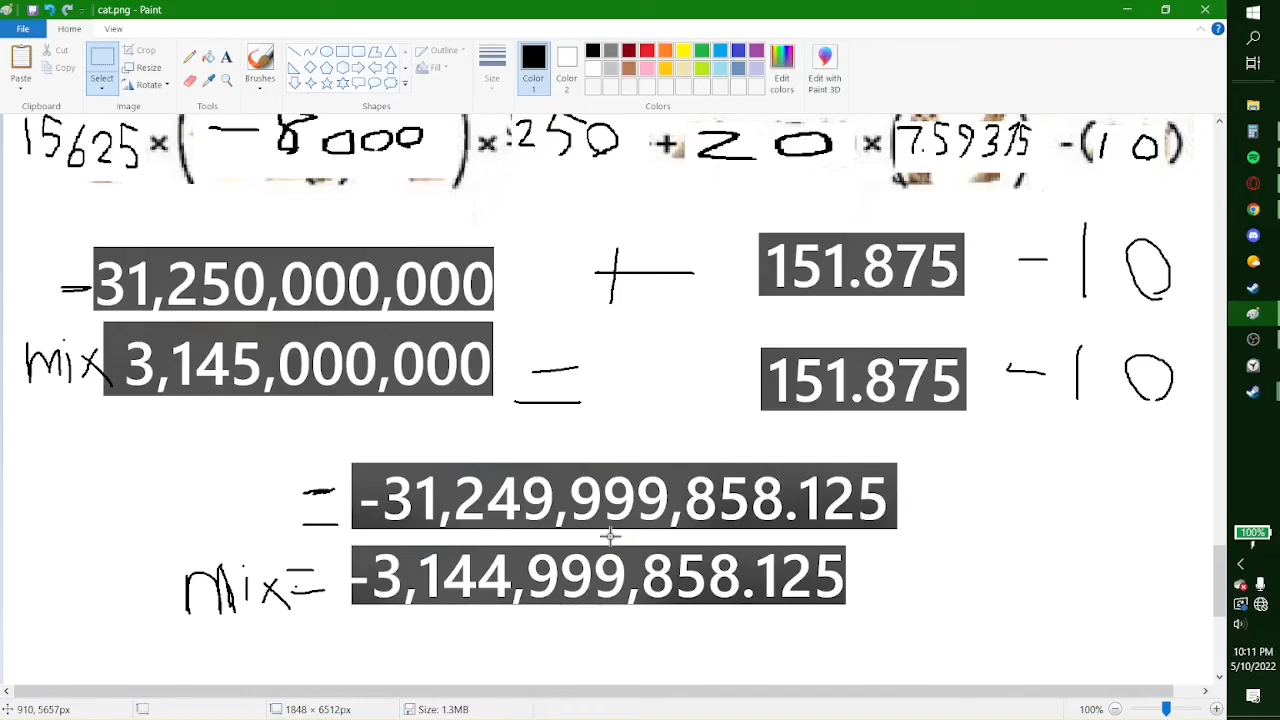 cat.png - Paint
File Home View
Paste Cut Copy Select Crop Resize Rotate Brushes Outline Fill Size Color 1 Color 2 Edit colors Edit with Paint 3D
Clipboard Image Tools Shapes Colors
15625 × ( - 8000 ) × 250 + 20 × (7.59375 - (10)
-31,250,000,000 + 151.875 - 10
mix 3,145,000,000 = 151.875 - 10
= -31,249,999,858.125
mix= -3,144,999,858.125
100%
10:11 PM
5/10/2022
910, 5657px 1848 × 6512px Size: 1.3MB 100%